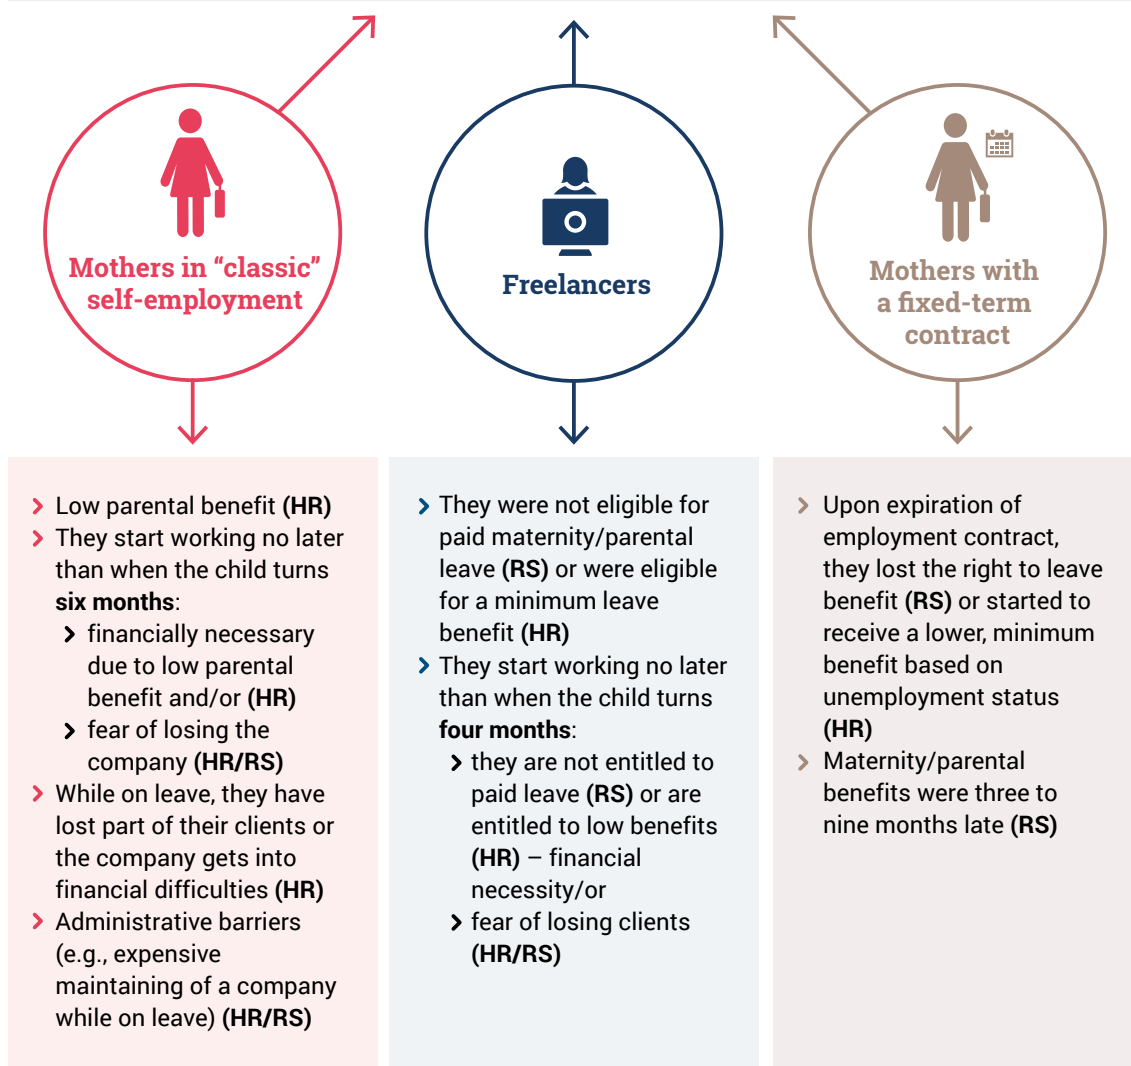 Mothers in “classic”
self-employment
Freelancers
Mothers with
a fixed-term
contract
Low parental benefit (HR)
They start working no later
than when the child turns
six months:
financially necessary
due to low parental
benefit and/or (HR)
fear of losing the
company (HR/RS)
While on leave, they have
lost part of their clients or
the company gets into
financial difficulties (HR)
Administrative barriers
(e.g., expensive
maintaining of a company
while on leave) (HR/RS)
They were not eligible for
paid maternity/parental
leave (RS) or were eligible
for a minimum leave
benefit (HR)
They start working no later
than when the child turns
four months:
they are not entitled to
paid leave (RS) or are
entitled to low benefits
(HR) – financial
necessity/or
fear of losing clients
(HR/RS)
Upon expiration of
employment contract,
they lost the right to leave
benefit (RS) or started to
receive a lower, minimum
benefit based on
unemployment status
(HR)
Maternity/parental
benefits were three to
nine months late (RS)